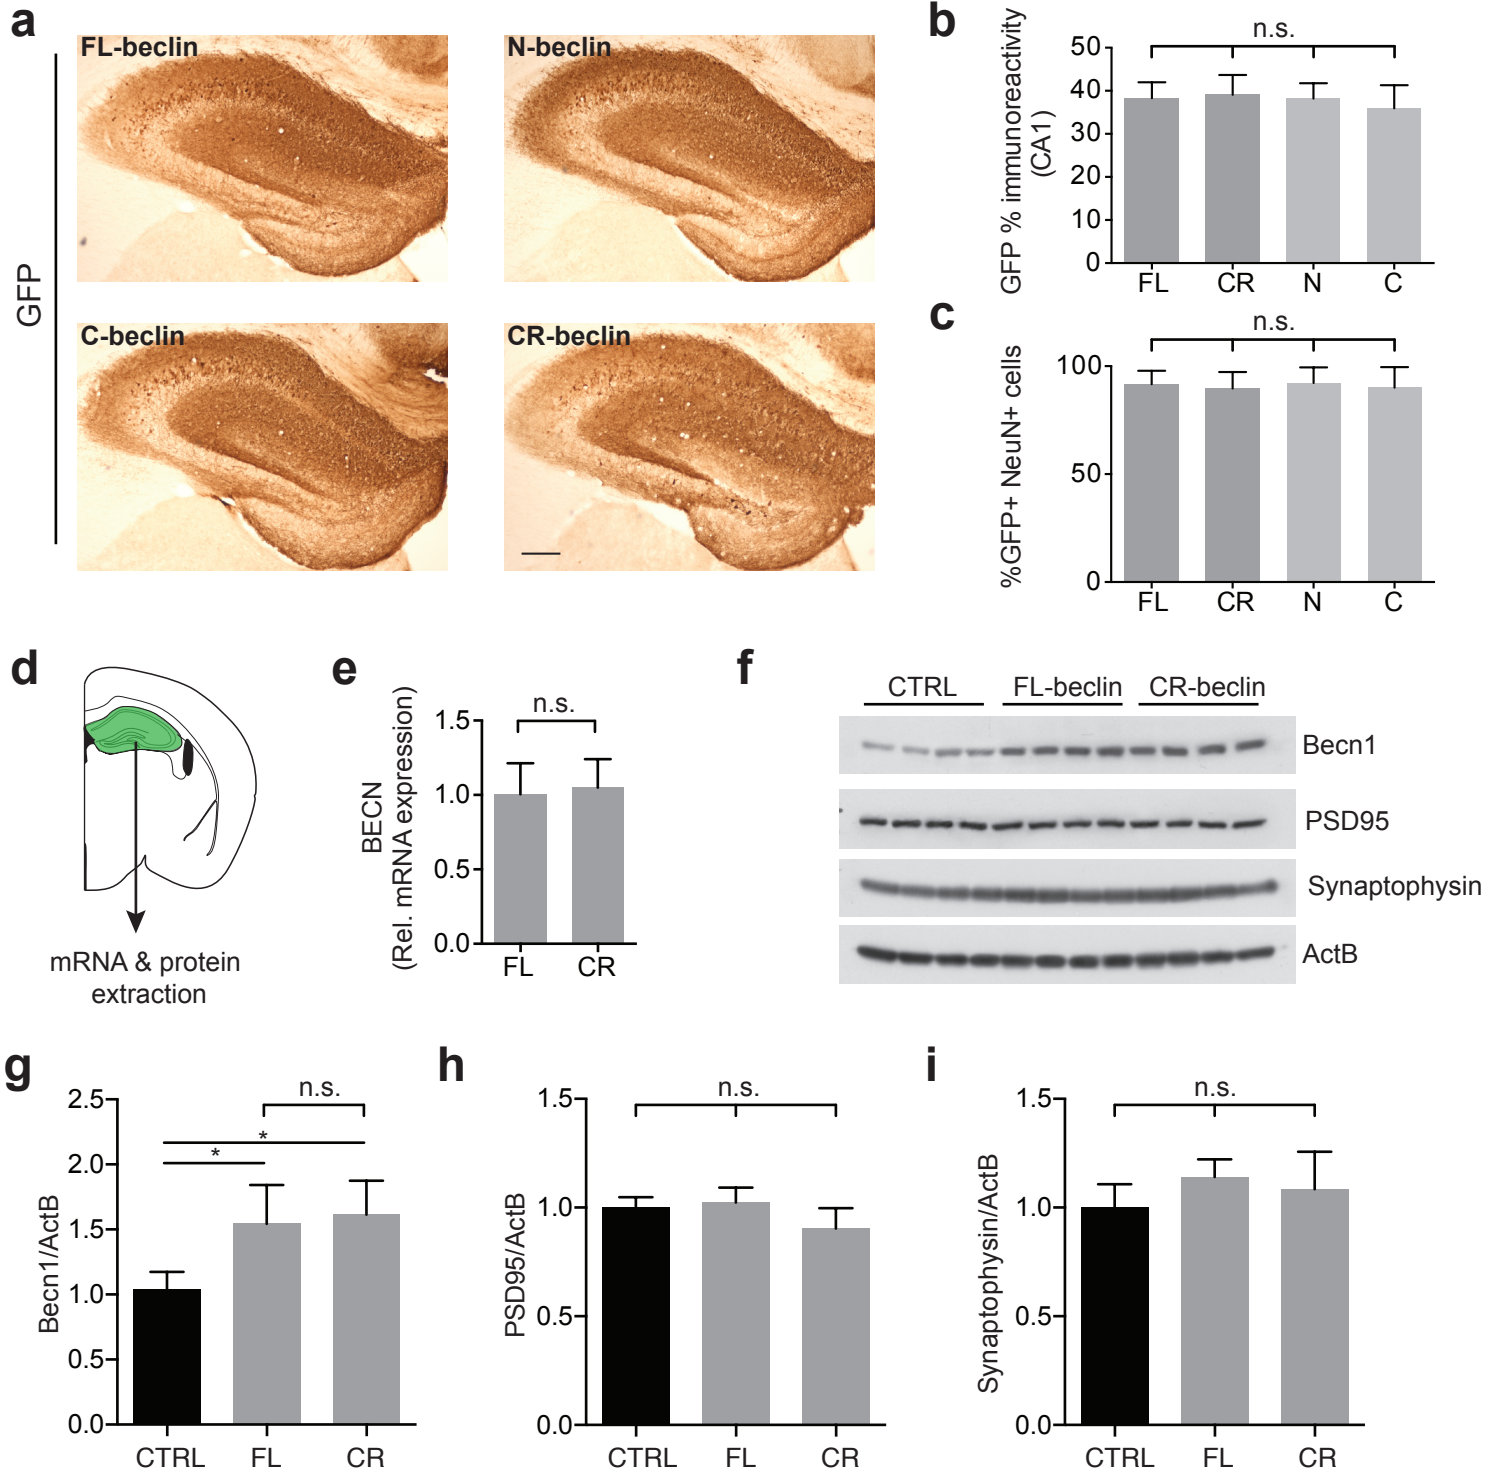 a
FL-beclin
N-beclin
C-beclin
CR-beclin
GFP
b
n.s.
GFP % immunoreactivity
(CA1)
50
40
30
20
10
0
FL CR N C
c
n.s.
%GFP+ NeuN+ cells
100
50
0
FL CR N C
d
mRNA & protein
extraction
e
n.s.
BECN
(Rel. mRNA expression)
1.5
1.0
0.5
0.0
FL CR
f
CTRL FL-beclin CR-beclin
Becn1
PSD95
Synaptophysin
ActB
g
n.s.
*
*
Becn1/ActB
2.5
2.0
1.5
1.0
0.5
0.0
CTRL FL CR
h
n.s.
PSD95/ActB
1.5
1.0
0.5
0.0
CTRL FL CR
i
n.s.
Synaptophysin/ActB
1.5
1.0
0.5
0.0
CTRL FL CR